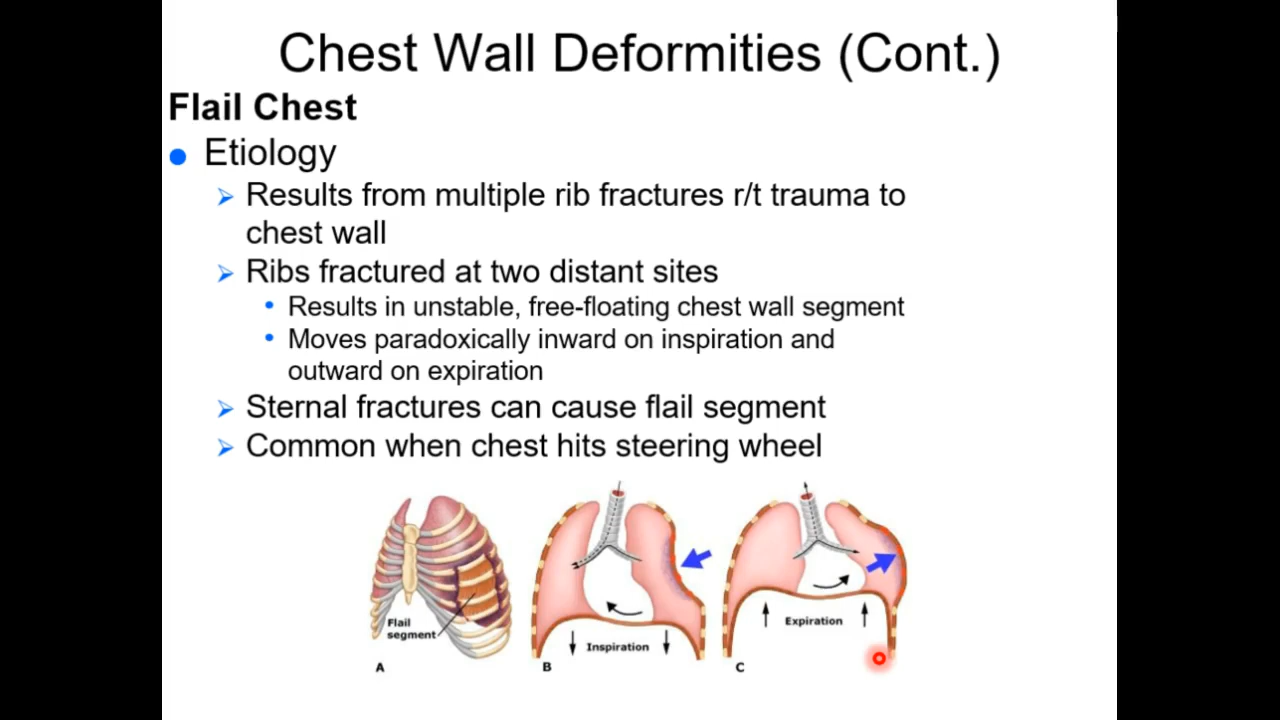 Chest Wall Deformities (Cont.)
Flail Chest
Etiology
Results from multiple rib fractures r/t trauma to
chest wall
Ribs fractured at two distant sites
Results in unstable, free-floating chest wall segment
Moves paradoxically inward on inspiration and
outward on expiration
Sternal fractures can cause flail segment
Common when chest hits steering wheel
Flail
segment
A
Inspiration
B
Expiration
C